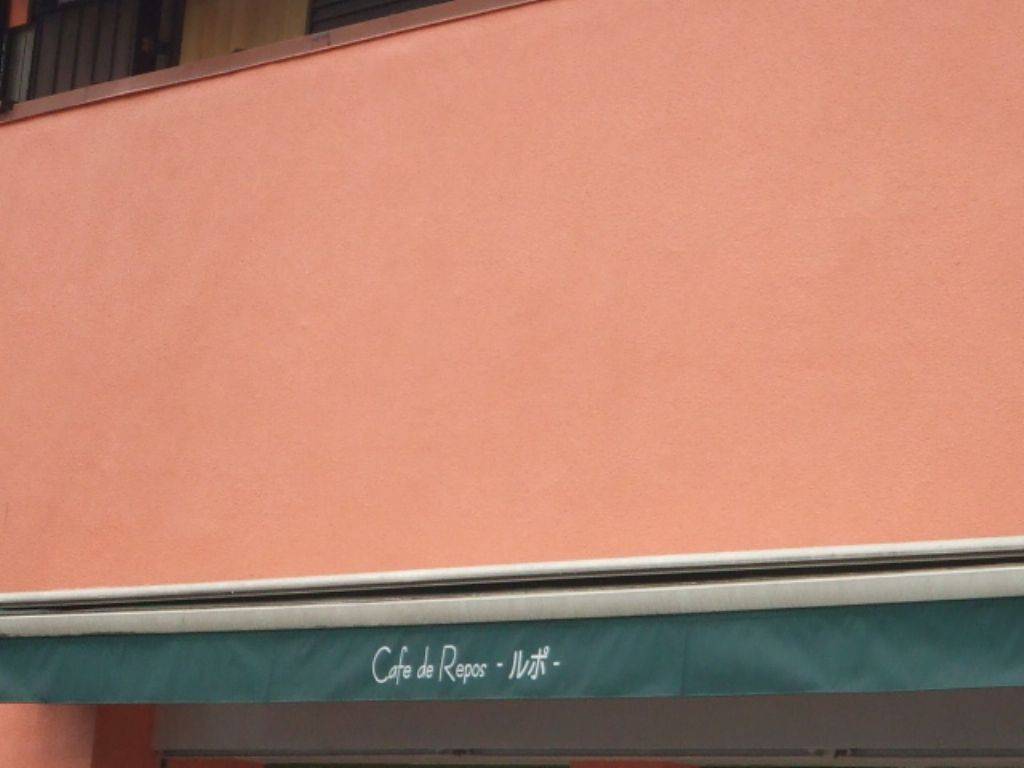 Cafe de Repos -ルポ-